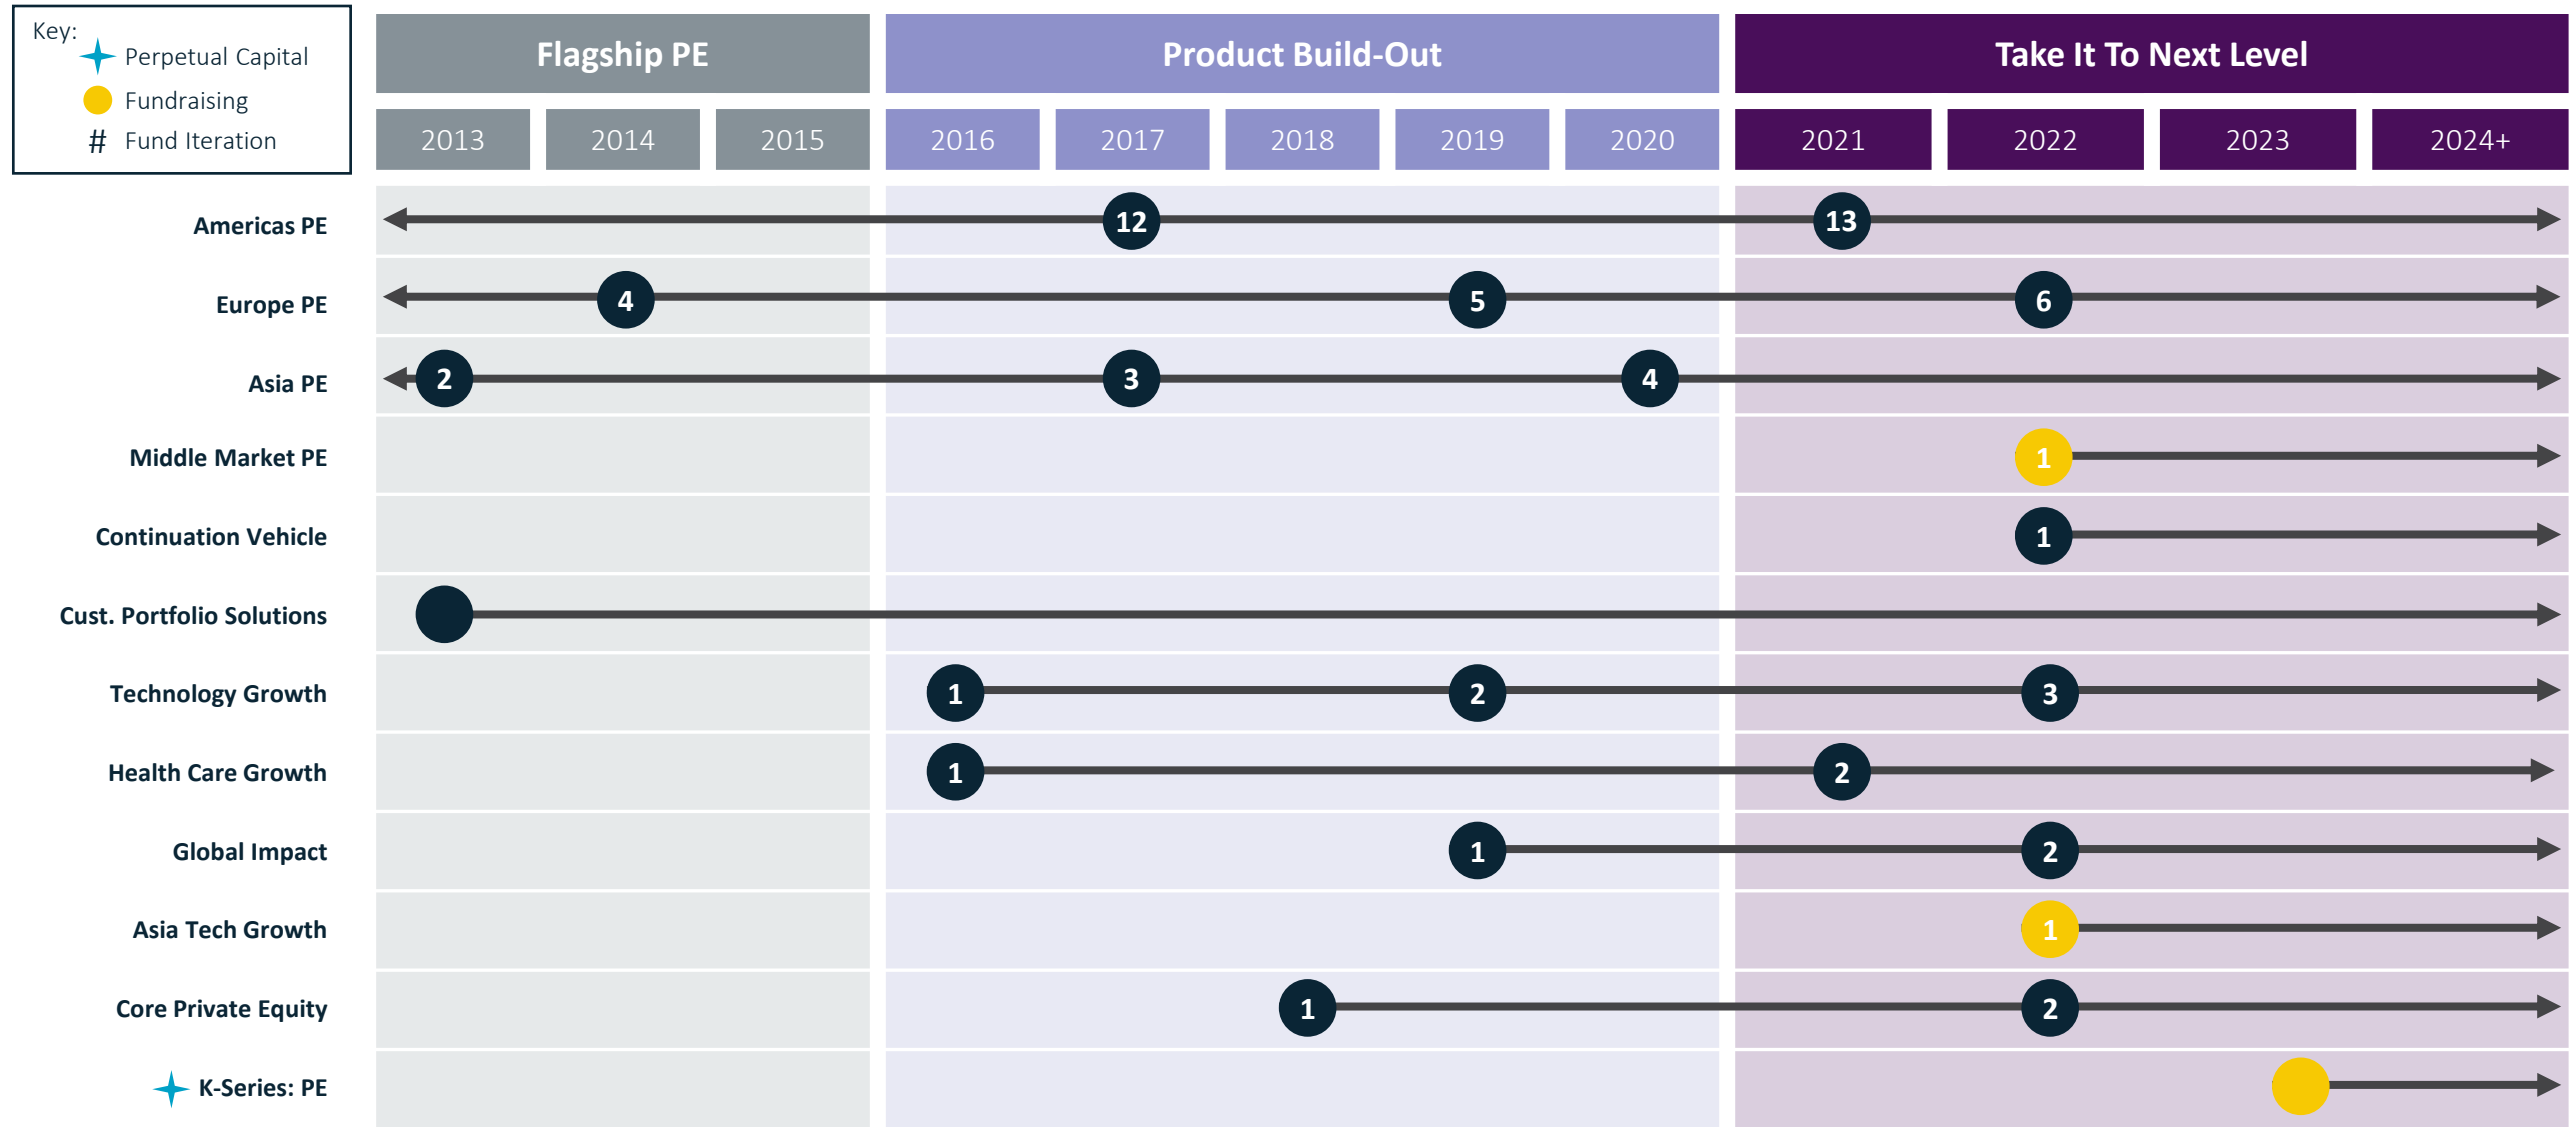 Key:
Perpetual Capital
Fundraising
# Fund Iteration
Flagship PE
Product Build-Out
Take It To Next Level
2013 2014 2015 2016 2017 2018 2019 2020 2021 2022 2023 2024+
Americas PE 12 13
Europe PE 4 5 6
Asia PE 2 3 4
Middle Market PE 1
Continuation Vehicle 1
Cust. Portfolio Solutions
Technology Growth 1 2 3
Health Care Growth 1 2
Global Impact 1 2
Asia Tech Growth 1
Core Private Equity 1 2
K-Series: PE